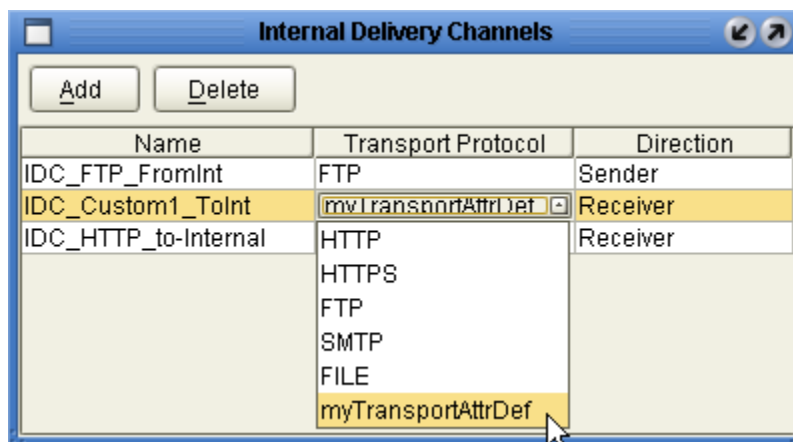 Internal Delivery Channels
Add Delete
Name Transport Protocol Direction
IDC_FTP_FromInt FTP Sender
IDC_Custom1_ToInt myTransportAttrDef Receiver
IDC_HTTP_to-Internal HTTP Receiver
HTTPS
FTP
SMTP
FILE
myTransportAttrDef